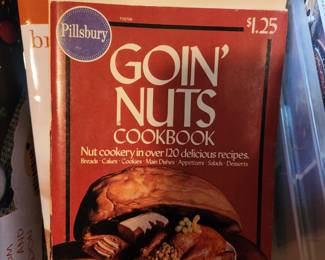 Pillsbury
$1.25
GOIN'
NUTS
COOKBOOK
Nut cookery in over 120 delicious recipes.
Breads · Cakes · Cookies · Main Dishes · Appetizers · Salads · Desserts